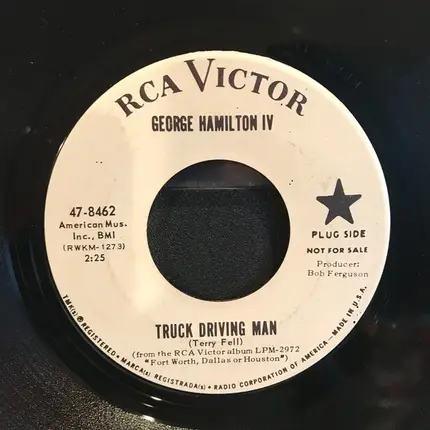 RCA VICTOR
GEORGE HAMILTON IV
47-8462
American Mus.
Inc., BMI
(RWKM-1273)
2:25
PLUG SIDE
NOT FOR SALE
Producer:
Bob Ferguson
TRUCK DRIVING MAN
(Terry Fell)
(from the RCA Victor album LPM-2972
"Fort Worth, Dallas or Houston")
TMK(s) ® REGISTERED • MARCA(s) REGISTRADA(s) • RADIO CORPORATION OF AMERICA — MADE IN U.S.A.